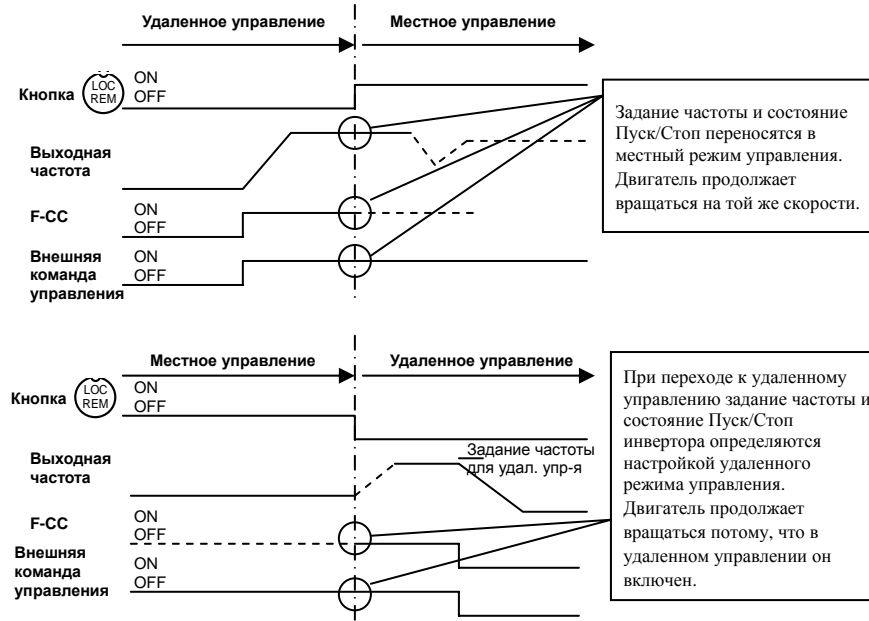 Удаленное управление
Местное управление
Кнопка
LOC
REM
ON
OFF
Выходная
частота
F-CC
ON
OFF
Внешняя
команда
управления
ON
OFF
Задание частоты и состояние
Пуск/Стоп переносятся в
местный режим управления.
Двигатель продолжает
вращаться на той же скорости.
Местное управление
Удаленное управление
Кнопка
LOC
REM
ON
OFF
Выходная
частота
Задание частоты
для удал. упр-я
F-CC
ON
OFF
Внешняя
команда
управления
ON
OFF
При переходе к удаленному
управлению задание частоты и
состояние Пуск/Стоп
инвертора определяются
настройкой удаленного
режима управления.
Двигатель продолжает
вращаться потому, что в
удаленном управлении он
включен.